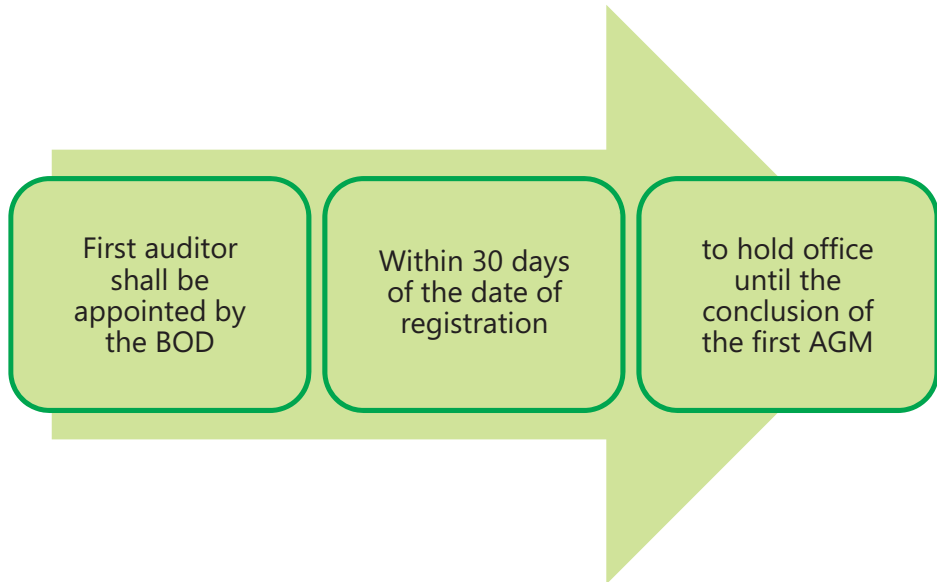 First auditor
shall be
appointed by
the BOD
Within 30 days
of the date of
registration
to hold office
until the
conclusion of
the first AGM